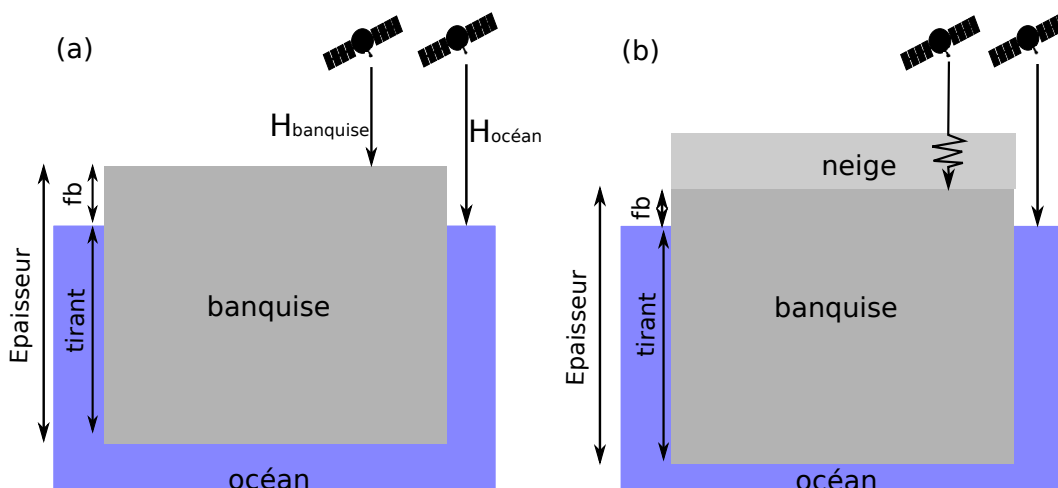 (a)
Hbanquise
Hocéan
fb
Epaisseur
tirant
banquise
océan
(b)
neige
fb
Epaisseur
tirant
banquise
océan